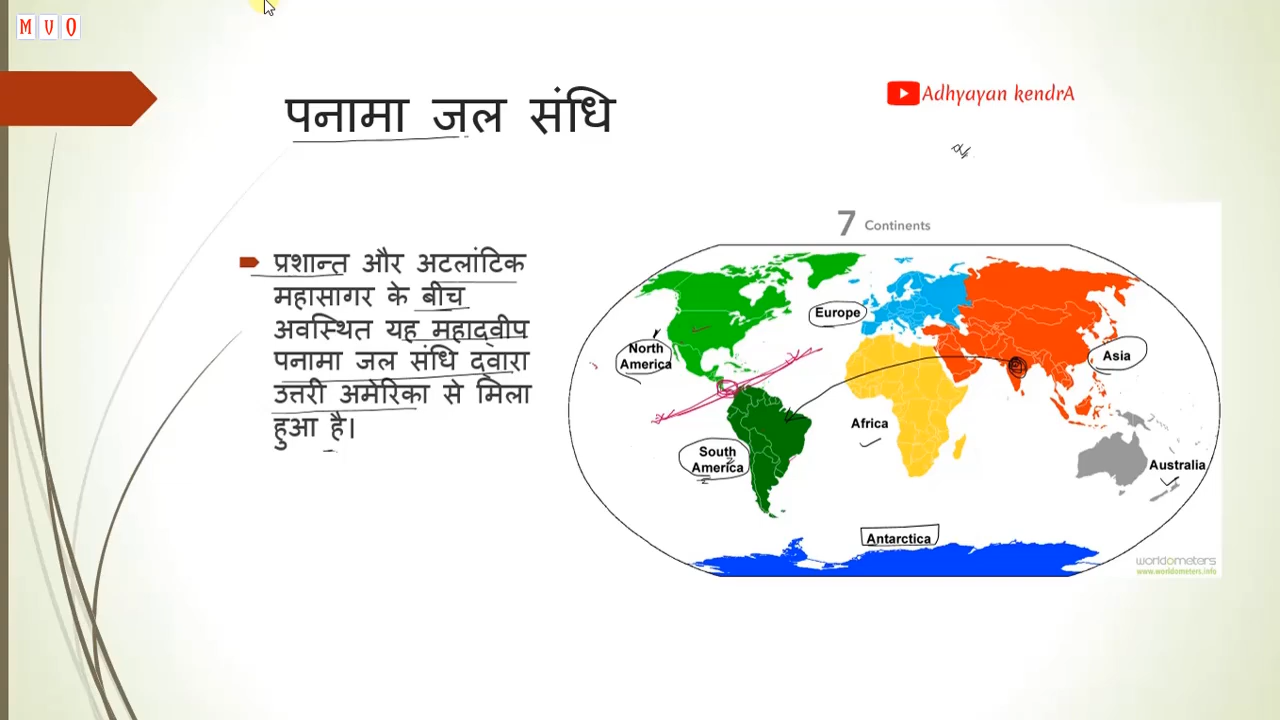 M V O
पनामा जल संधि
Adhyayan kendrA
प्रशान्त और अटलांटिक
महासागर के बीच
अवस्थित यह महाद्वीप
पनामा जल संधि द्वारा
उत्तरी अमेरिका से मिला
हुआ है।
7 Continents
Europe
North
America
Asia
Africa
South
America
Australia
Antarctica
worldometers
www.worldometers.info